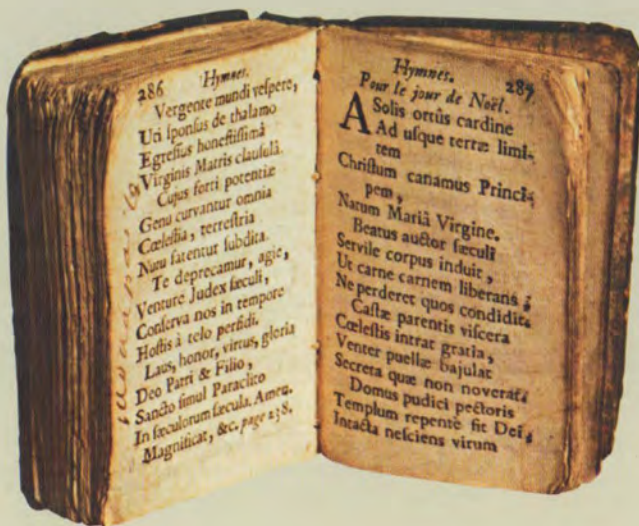 286 Hymnes.
Vergente mundi veſpere,
Uti ſponſus de thalamo
Egreſſus honeſtiſſimâ
Virginis Matris clauſulâ.
Cujus forti potentiæ
Genu curvantur omnia
Cœleſtia, terreſtria
Nutu fatentur ſubdita.
Te deprecamur, agie,
Venture Judex ſæculi,
Conſerva nos in tempore
Hoſtis à telo perfidi.
Laus, honor, virtus, gloria
Deo Patri & Filio,
Sancto ſimul Paraclito
In ſæculorum ſæcula. Amen.
Magnificat, &c. page 238.
Hymnes. 287
Pour le jour de Noël.
A Solis ortûs cardine
Ad uſque terræ limi-
tem
Chriſtum canamus Princi-
pem,
Natum Mariâ Virgine.
Beatus auctor ſæculi
Servile corpus induit,
Ut carne carnem liberans,
Ne perderet quos condidit.
Caſtæ parentis viſcera
Cœleſtis intrat gratia,
Venter puellæ bajulat
Secreta quæ non noverat.
Domus pudici pectoris
Templum repentè fit Dei,
Intacta neſciens virum